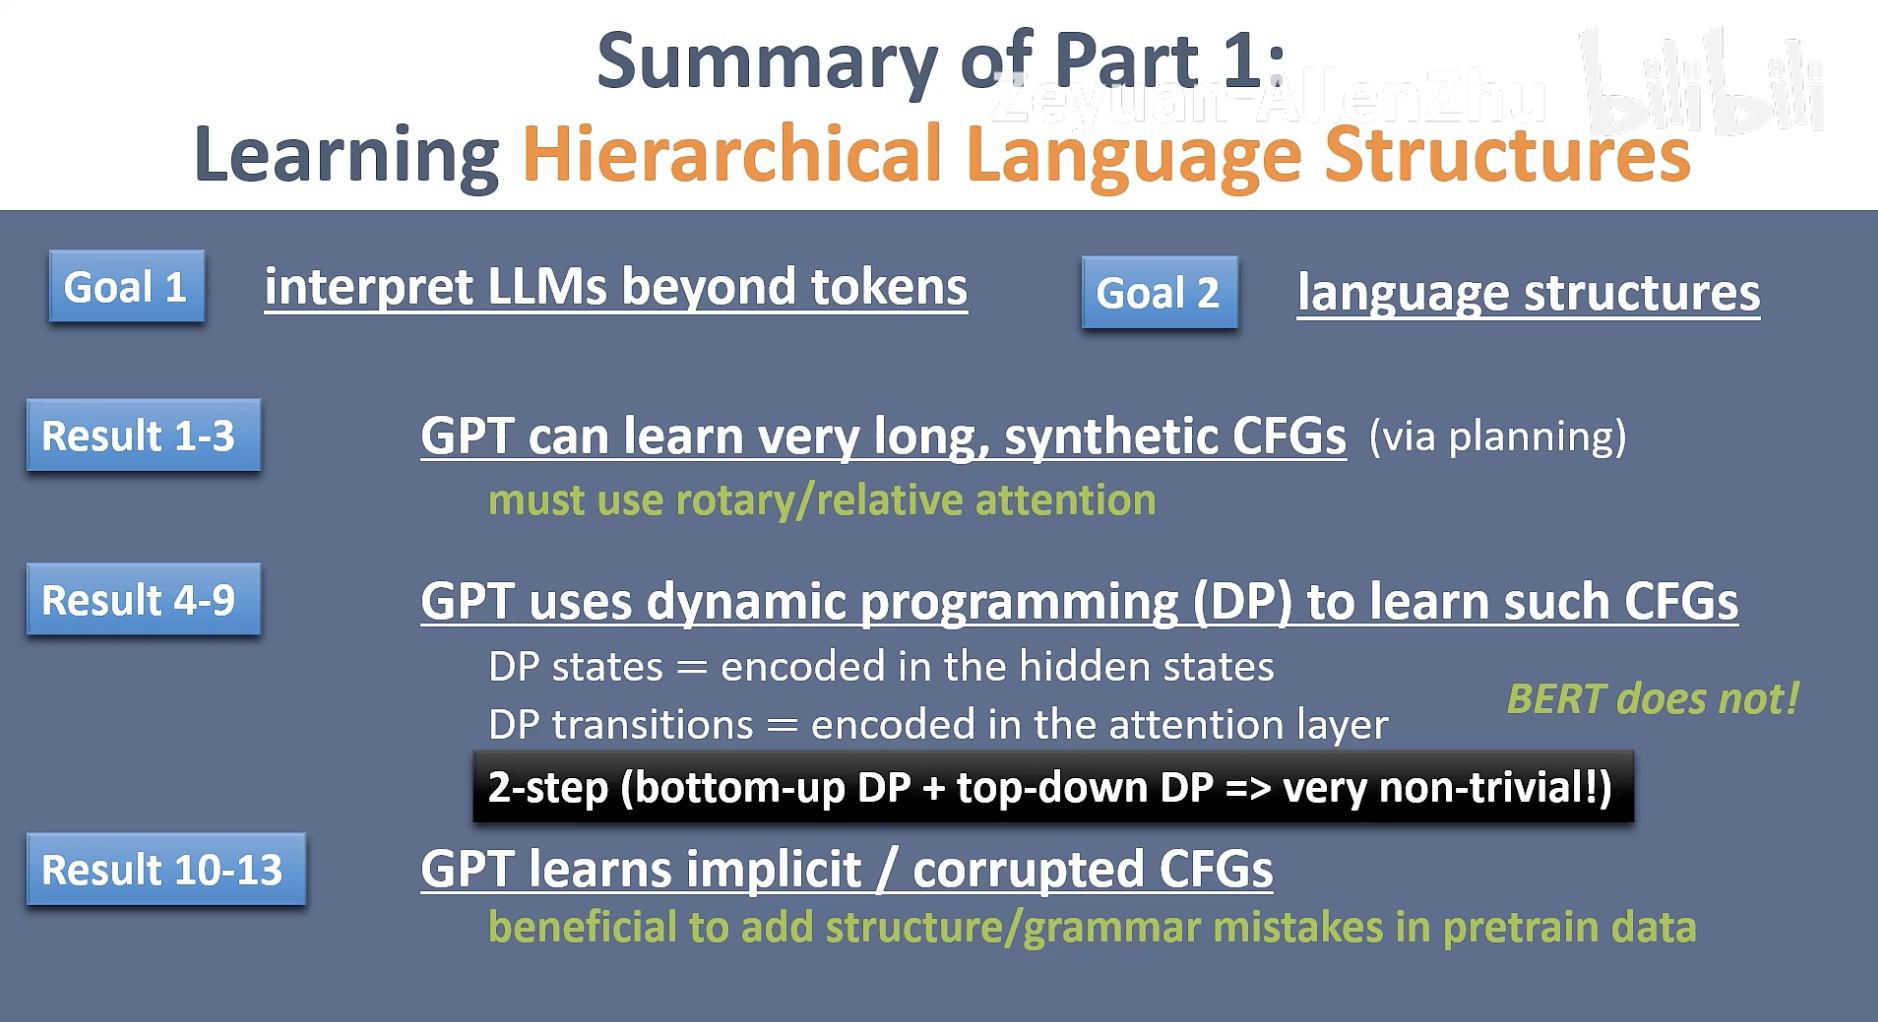 Summary of Part 1:
Zeyuan-AllenZhu
bilibili
Learning Hierarchical Language Structures
Goal 1 interpret LLMs beyond tokens
Goal 2 language structures
Result 1-3 GPT can learn very long, synthetic CFGs (via planning)
must use rotary/relative attention
Result 4-9 GPT uses dynamic programming (DP) to learn such CFGs
DP states = encoded in the hidden states
BERT does not!
DP transitions = encoded in the attention layer
2-step (bottom-up DP + top-down DP => very non-trivial!)
Result 10-13 GPT learns implicit / corrupted CFGs
beneficial to add structure/grammar mistakes in pretrain data